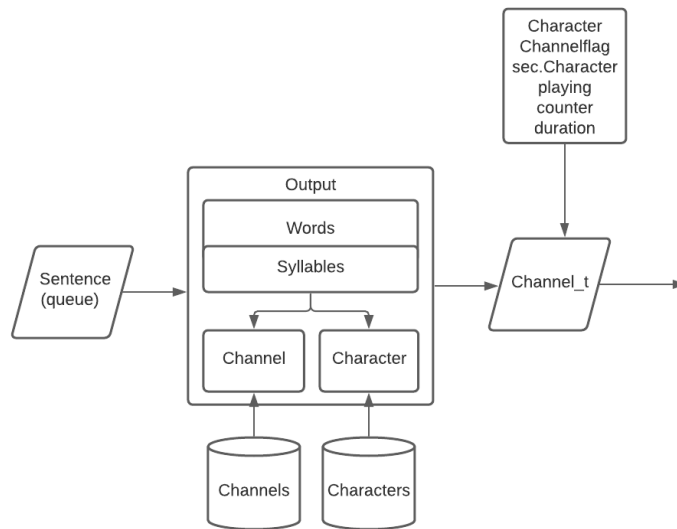 Character
Channelflag
sec.Character
playing
counter
duration
Output
Words
Sentence
(queue)
Syllables
Channel_t
Channel
Character
Channels
Characters